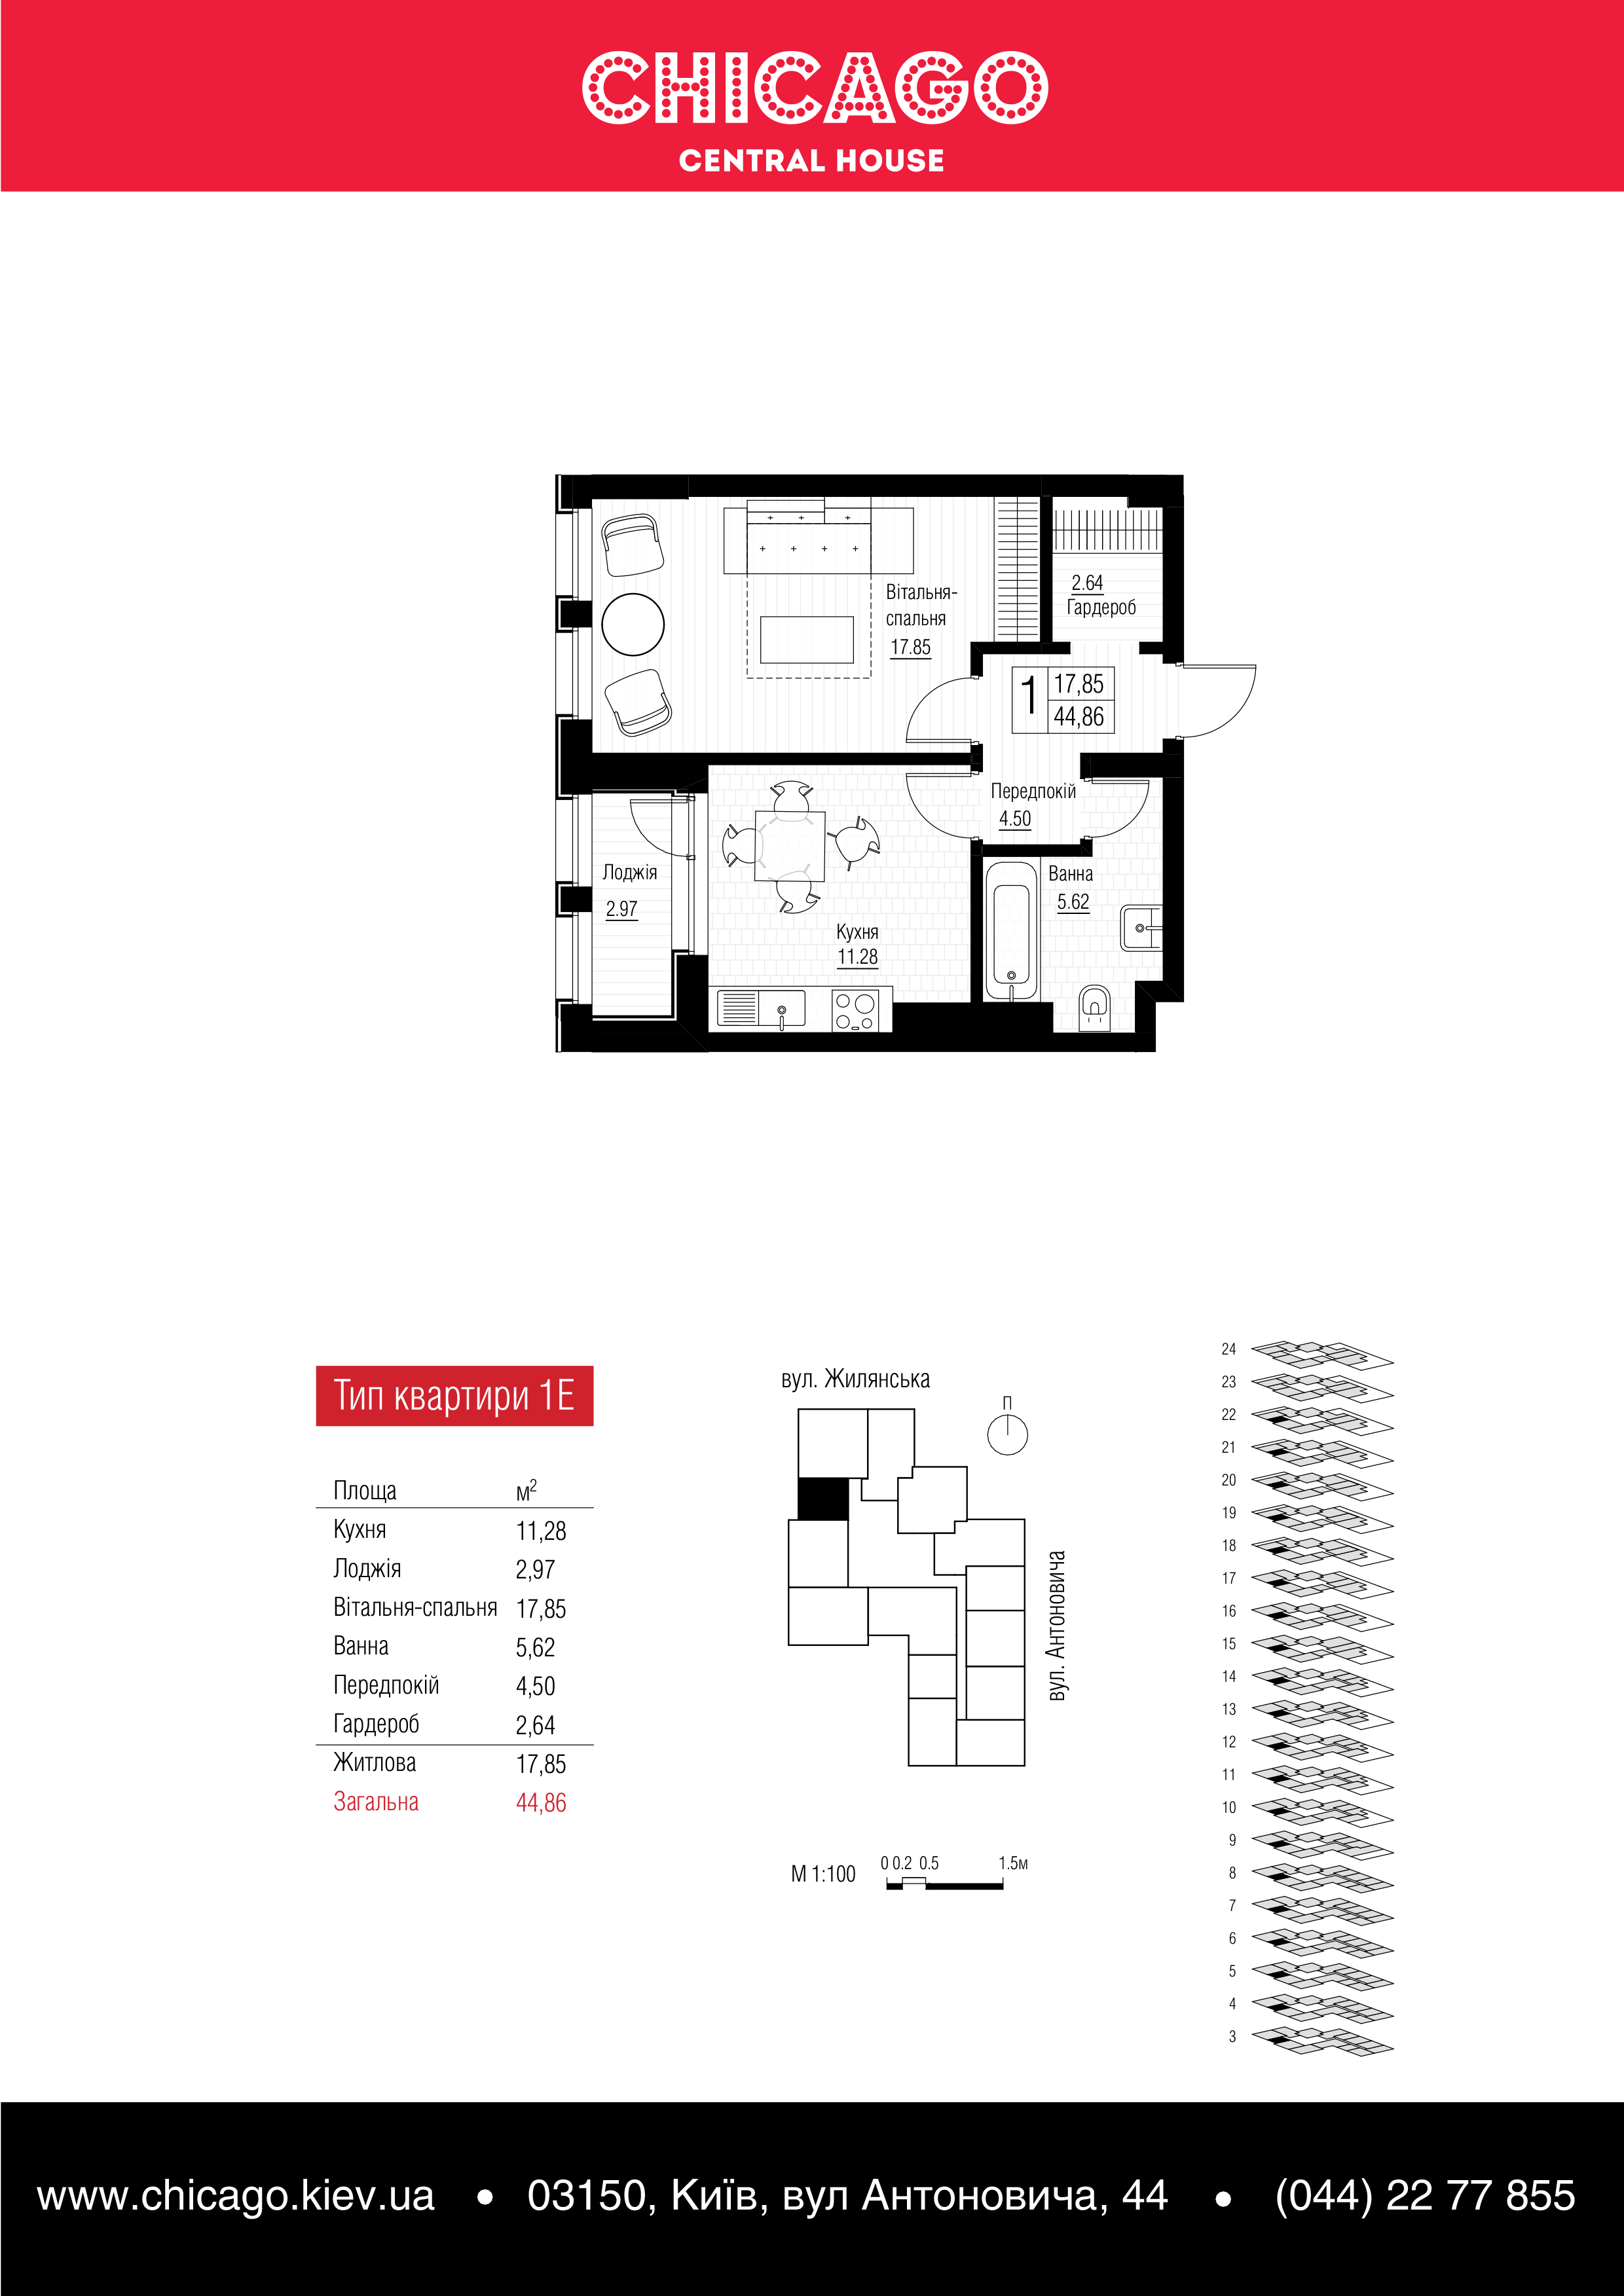 CHICAGO
CENTRAL HOUSE
2.64
Гардероб
Вітальня-
спальня
17.85
1 17,85
44,86
Передпокій
4.50
Лоджія
2.97
Ванна
5.62
Кухня
11.28
Тип квартири 1Е
Площа м²
Кухня 11,28
Лоджія 2,97
Вітальня-спальня 17,85
Ванна 5,62
Передпокій 4,50
Гардероб 2,64
Житлова 17,85
Загальна 44,86
вул. Жилянська
П
вул. Антоновича
М 1:100
0 0.2 0.5 1.5м
24
23
22
21
20
19
18
17
16
15
14
13
12
11
10
9
8
7
6
5
4
3
www.chicago.kiev.ua • 03150, Київ, вул Антоновича, 44 • (044) 22 77 855